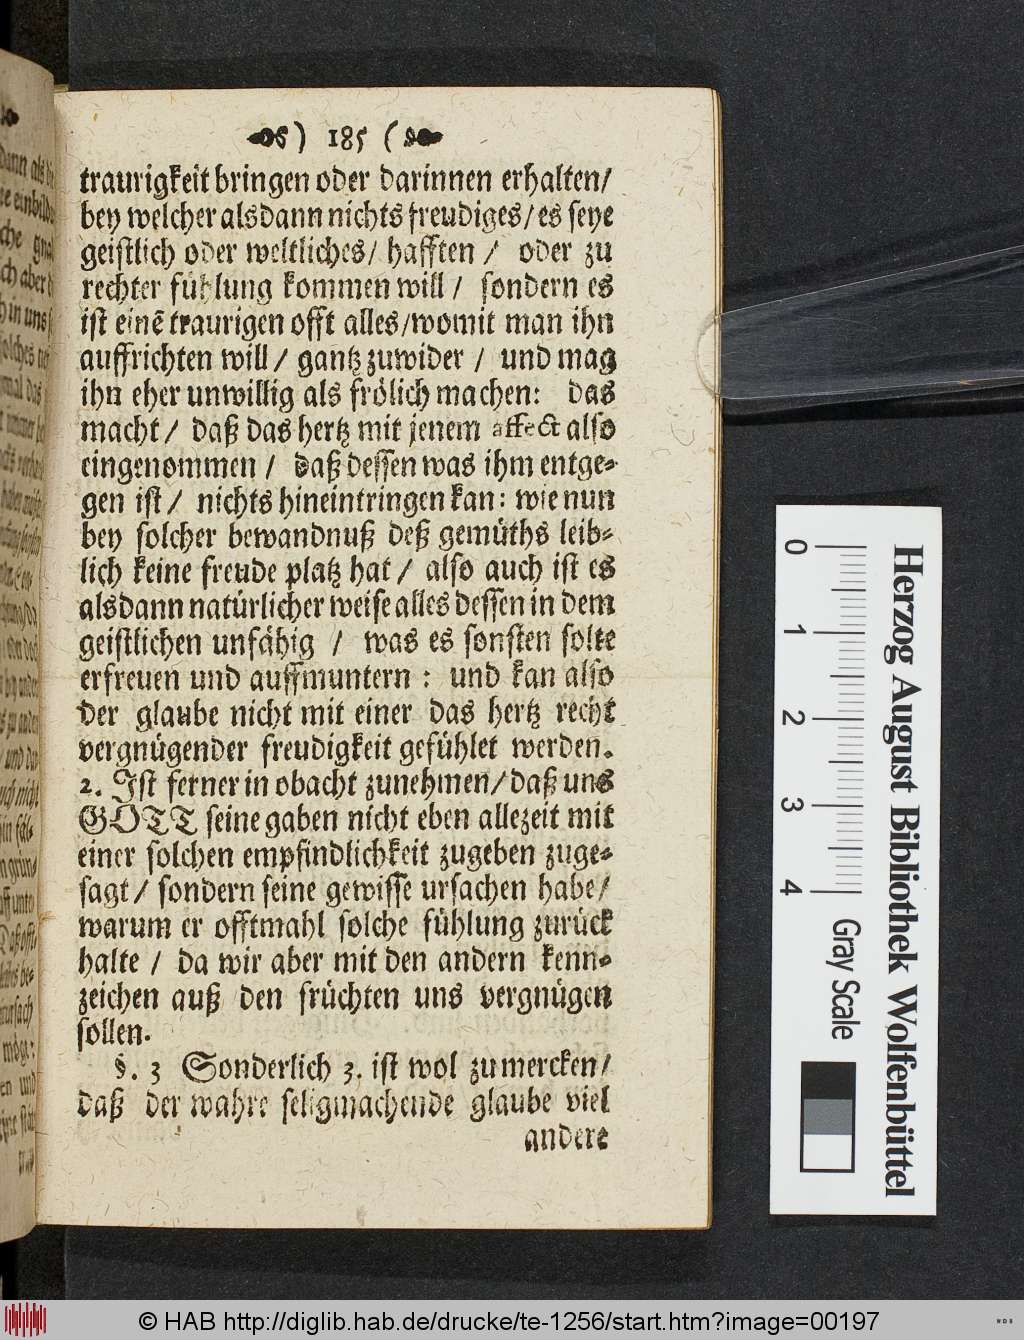 ) 185 (
traurigkeit bringen oder darinnen erhalten/
bey welcher alsdann nichts freudiges/ es seye
geistlich oder weltliches/ hafften / oder zu
rechter fühlung kommen will / sondern es
ist einē traurigen offt alles/womit man ihn
auffrichten will/ gantz zuwider / und mag
ihn eher unwillig als frölich machen: das
macht/ daß das hertz mit jenem affect also
eingenommen / daß dessen was ihm entge-
gen ist/ nichts hineintringen kan: wie nun
bey solcher bewandnuß deß gemüths leib-
lich keine freude platz hat/ also auch ist es
alsdann natürlicher weise alles dessen in dem
geistlichen unfähig / was es sonsten solte
erfreuen und auffmuntern : und kan also
der glaube nicht mit einer das hertz recht
vergnügender freudigkeit gefühlet werden.
2. Ist ferner in obacht zunehmen/ daß uns
GOTT seine gaben nicht eben allezeit mit
einer solchen empfindlichkeit zugeben zuge-
sagt/ sondern seine gewisse ursachen habe/
warum er offtmahl solche fühlung zurück
halte / da wir aber mit den andern kenn-
zeichen auß den früchten uns vergnügen
sollen.
§. 3 Sonderlich 3. ist wol zumercken/
daß der wahre seligmachende glaube viel
andere
0 1 2 3 4
Herzog August Bibliothek Wolfenbüttel
Gray Scale
© HAB http://diglib.hab.de/drucke/te-1256/start.htm?image=00197